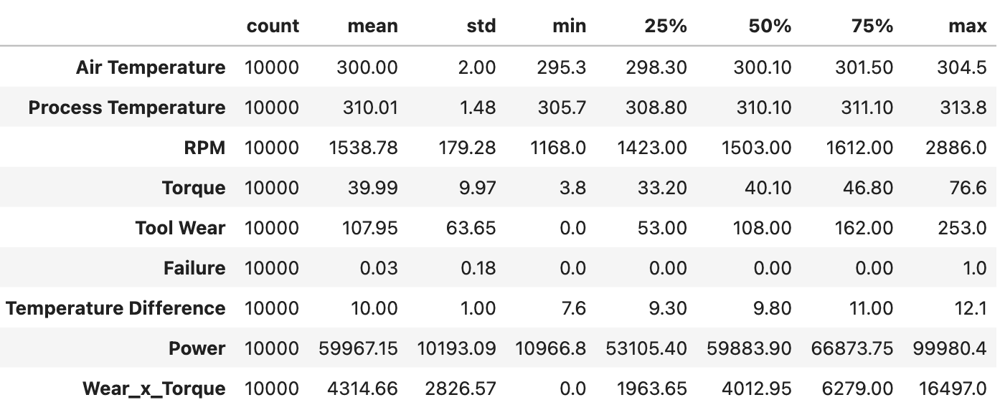 count mean std min 25% 50% 75% max
Air Temperature 10000 300.00 2.00 295.3 298.30 300.10 301.50 304.5
Process Temperature 10000 310.01 1.48 305.7 308.80 310.10 311.10 313.8
RPM 10000 1538.78 179.28 1168.0 1423.00 1503.00 1612.00 2886.0
Torque 10000 39.99 9.97 3.8 33.20 40.10 46.80 76.6
Tool Wear 10000 107.95 63.65 0.0 53.00 108.00 162.00 253.0
Failure 10000 0.03 0.18 0.0 0.00 0.00 0.00 1.0
Temperature Difference 10000 10.00 1.00 7.6 9.30 9.80 11.00 12.1
Power 10000 59967.15 10193.09 10966.8 53105.40 59883.90 66873.75 99980.4
Wear_x_Torque 10000 4314.66 2826.57 0.0 1963.65 4012.95 6279.00 16497.0